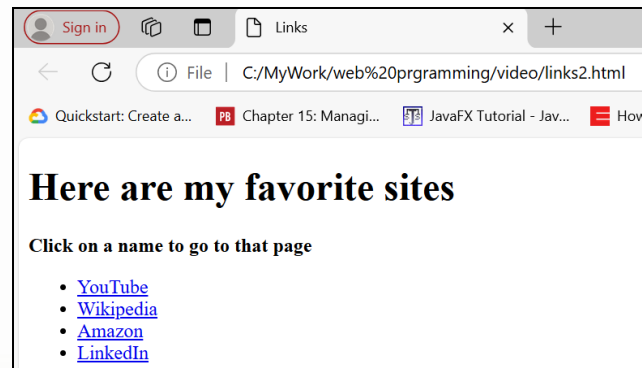 Sign in
Links
File | C:/MyWork/web%20prgramming/video/links2.html
Quickstart: Create a... PB Chapter 15: Managi... JavaFX Tutorial - Jav... How
Here are my favorite sites
Click on a name to go to that page
• YouTube
• Wikipedia
• Amazon
• LinkedIn